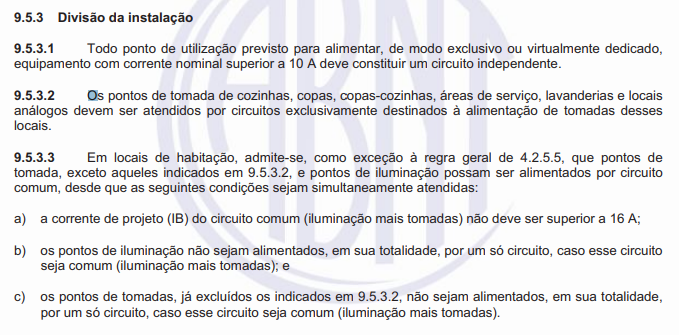 9.5.3 Divisão da instalação
9.5.3.1 Todo ponto de utilização previsto para alimentar, de modo exclusivo ou virtualmente dedicado,
equipamento com corrente nominal superior a 10 A deve constituir um circuito independente.
9.5.3.2 Os pontos de tomada de cozinhas, copas, copas-cozinhas, áreas de serviço, lavanderias e locais
análogos devem ser atendidos por circuitos exclusivamente destinados à alimentação de tomadas desses
locais.
9.5.3.3 Em locais de habitação, admite-se, como exceção à regra geral de 4.2.5.5, que pontos de
tomada, exceto aqueles indicados em 9.5.3.2, e pontos de iluminação possam ser alimentados por circuito
comum, desde que as seguintes condições sejam simultaneamente atendidas:
a) a corrente de projeto (IB) do circuito comum (iluminação mais tomadas) não deve ser superior a 16 A;
b) os pontos de iluminação não sejam alimentados, em sua totalidade, por um só circuito, caso esse circuito
seja comum (iluminação mais tomadas); e
c) os pontos de tomadas, já excluídos os indicados em 9.5.3.2, não sejam alimentados, em sua totalidade,
por um só circuito, caso esse circuito seja comum (iluminação mais tomadas).
ABNT